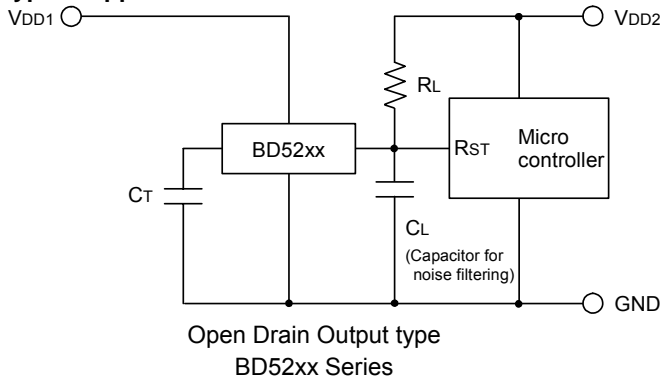 VDD1
VDD2
RL
BD52xx
RST
Micro
controller
CT
CL
(Capacitor for
noise filtering)
GND
Open Drain Output type
BD52xx Series